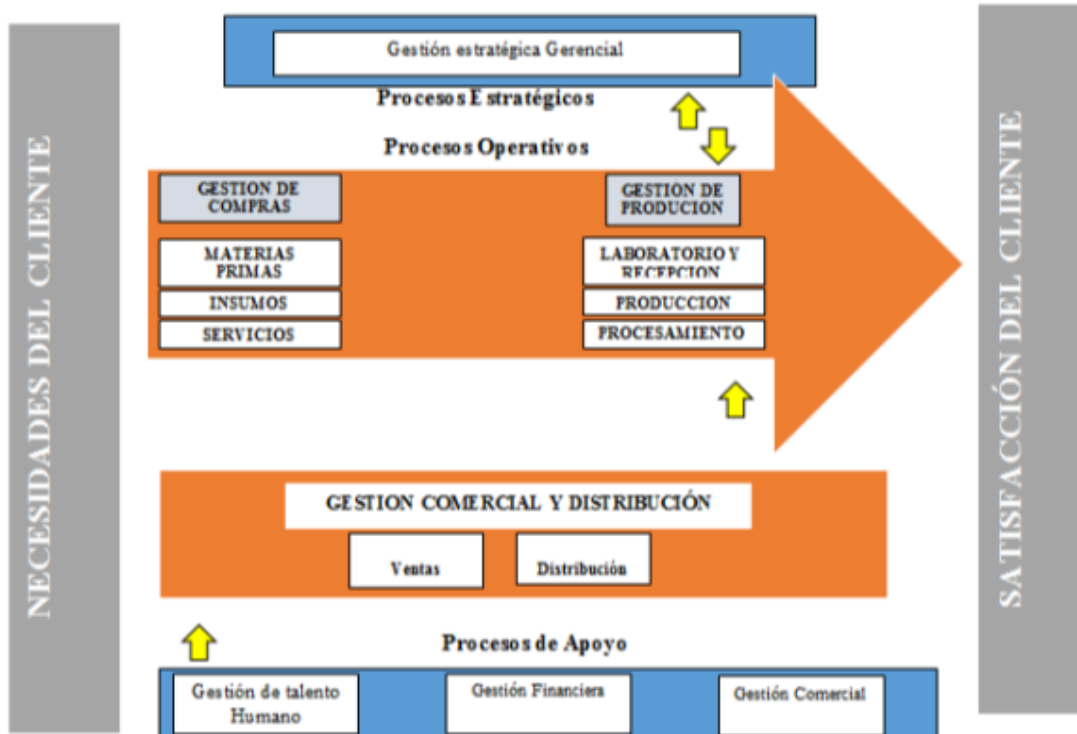 NECESIDADES DEL CLIENTE
Gestión estratégica Gerencial
Procesos Estratégicos
Procesos Operativos
GESTION DE
COMPRAS
MATERIAS
PRIMAS
INSUMOS
SERVICIOS
GESTION DE
PRODUCION
LABORATORIO Y
RECEPCION
PRODUCCION
PROCESAMIENTO
GESTION COMERCIAL Y DISTRIBUCIÓN
Ventas
Distribución
Procesos de Apoyo
Gestión de talento
Humano
Gestión Financiera
Gestión Comercial
SATISFACCIÓN DEL CLIENTE